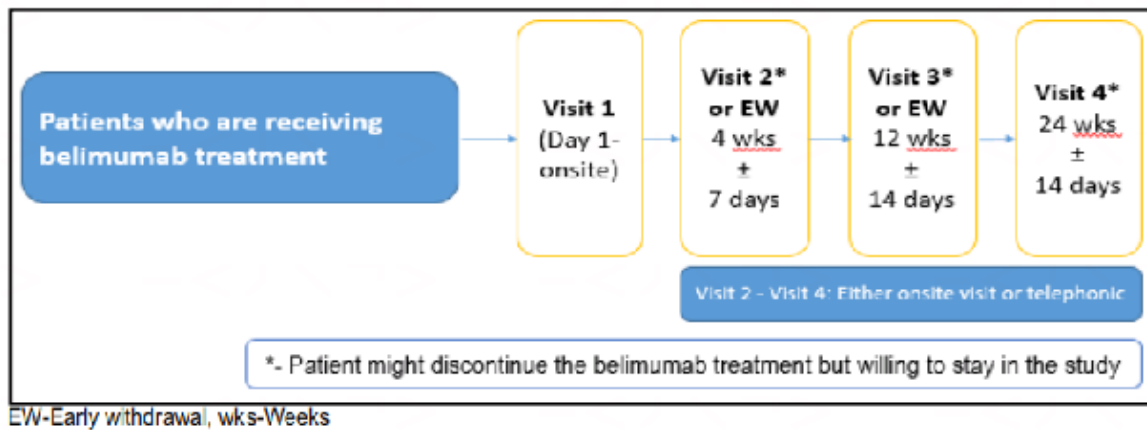 Patients who are receiving
belimumab treatment
Visit 1
(Day 1-
onsite)
Visit 2*
or EW
4 wks
±
7 days
Visit 3*
or EW
12 wks
±
14 days
Visit 4*
24 wks
±
14 days
Visit 2 - Visit 4: Either onsite visit or telephonic
*- Patient might discontinue the belimumab treatment but willing to stay in the study
EW-Early withdrawal, wks-Weeks